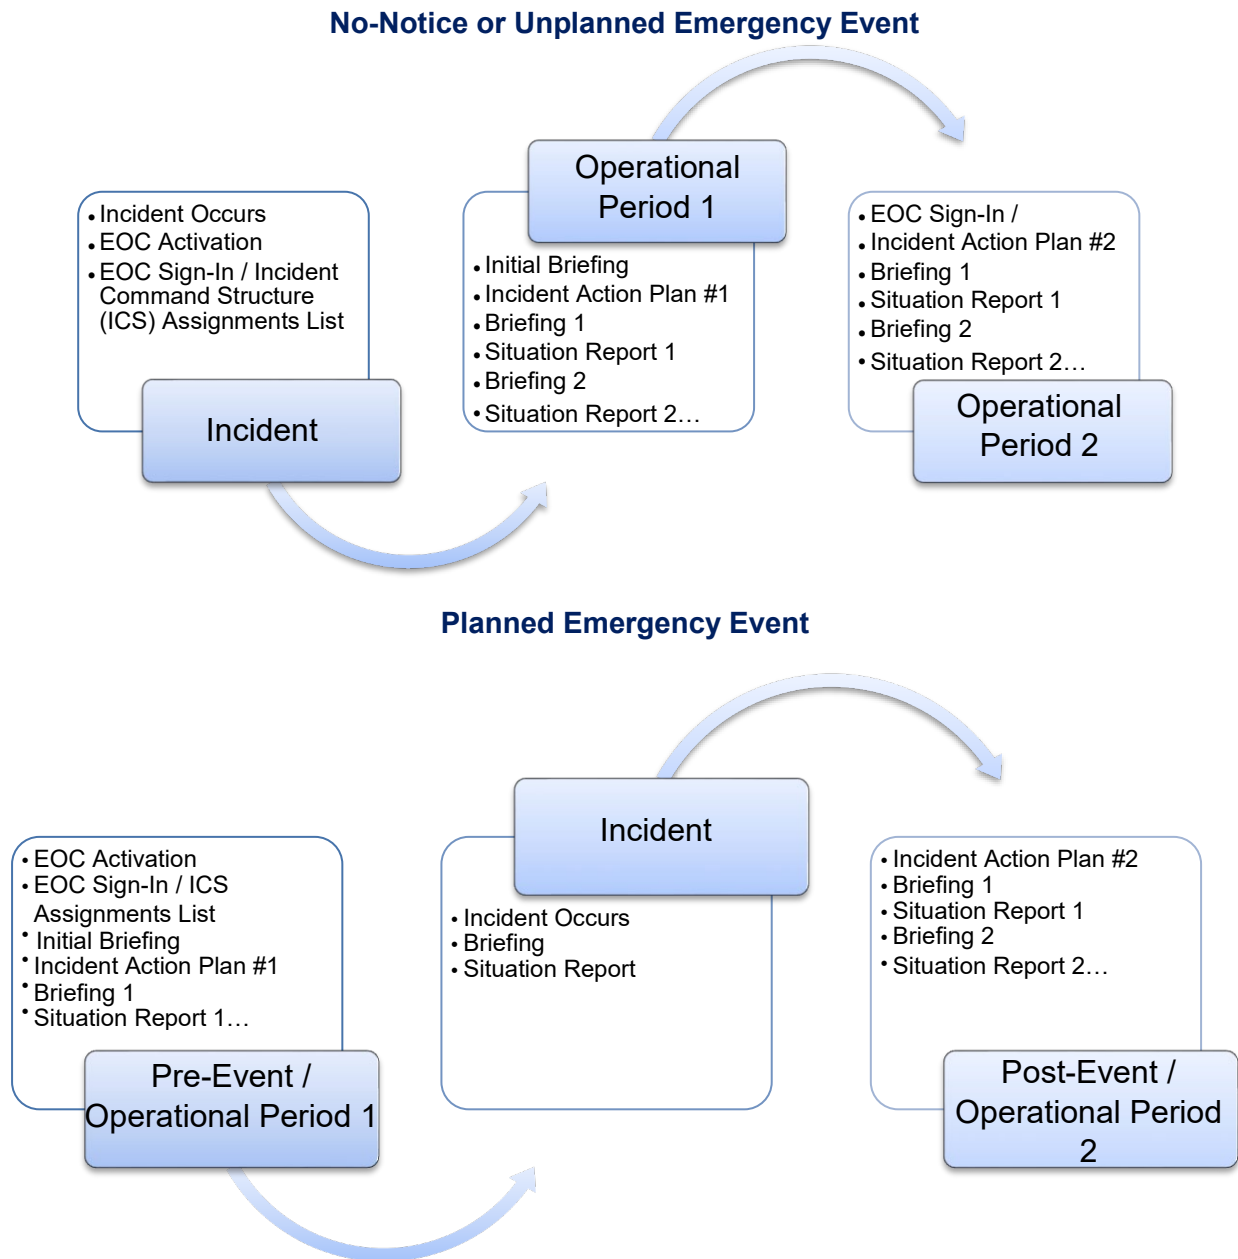 No-Notice or Unplanned Emergency Event
• Incident Occurs
• EOC Activation
• EOC Sign-In / Incident
Command Structure
(ICS) Assignments List
Incident
Operational
Period 1
• Initial Briefing
• Incident Action Plan #1
• Briefing 1
• Situation Report 1
• Briefing 2
• Situation Report 2…
• EOC Sign-In /
• Incident Action Plan #2
• Briefing 1
• Situation Report 1
• Briefing 2
• Situation Report 2…
Operational
Period 2
Planned Emergency Event
• EOC Activation
• EOC Sign-In / ICS
Assignments List
• Initial Briefing
• Incident Action Plan #1
• Briefing 1
• Situation Report 1…
Pre-Event /
Operational Period 1
Incident
• Incident Occurs
• Briefing
• Situation Report
• Incident Action Plan #2
• Briefing 1
• Situation Report 1
• Briefing 2
• Situation Report 2…
Post-Event /
Operational Period
2